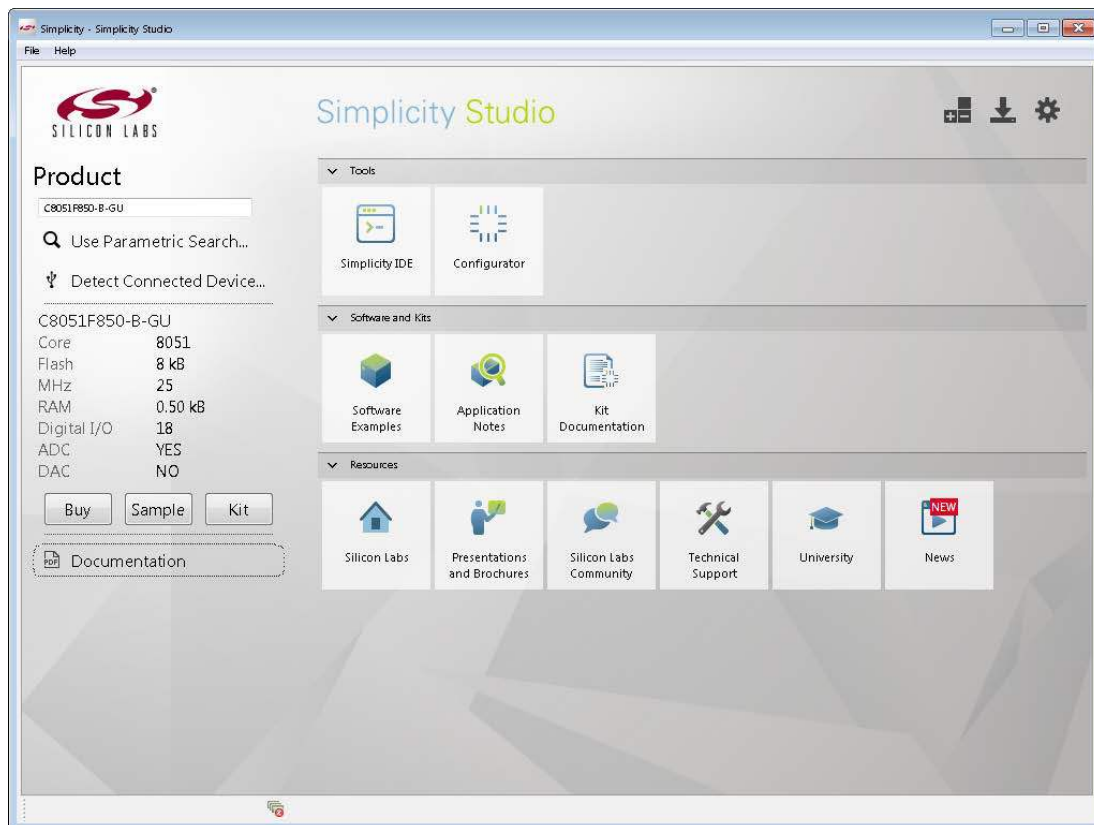 Simplicity - Simplicity Studio
File Help
SILICON LABS
Simplicity Studio
Product
C8051F850-B-GU
Use Parametric Search...
Detect Connected Device...
C8051F850-B-GU
Core 8051
Flash 8 kB
MHz 25
RAM 0.50 kB
Digital I/O 18
ADC YES
DAC NO
Buy Sample Kit
PDF Documentation
Tools
Simplicity IDE
Configurator
Software and Kits
Software
Examples
Application
Notes
Kit
Documentation
Resources
Silicon Labs
Presentations
and Brochures
Silicon Labs
Community
Technical
Support
University
NEW
News